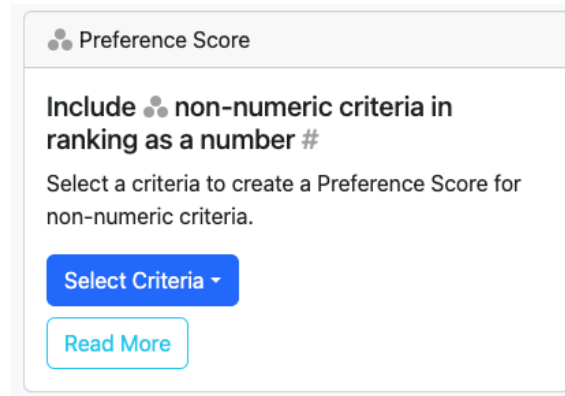 Preference Score
Include non-numeric criteria in
ranking as a number #
Select a criteria to create a Preference Score for
non-numeric criteria.
Select Criteria
Read More